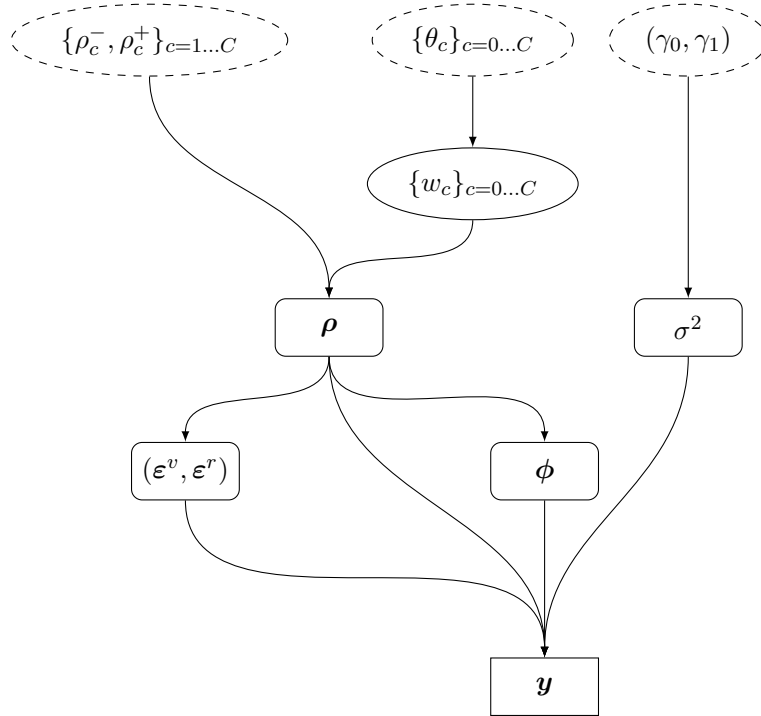 {ρ_c^-, ρ_c^+}_{c=1...C}
{θ_c}_{c=0...C}
(γ_0, γ_1)
{w_c}_{c=0...C}
ρ
σ^2
(ε^v, ε^r)
ϕ
y